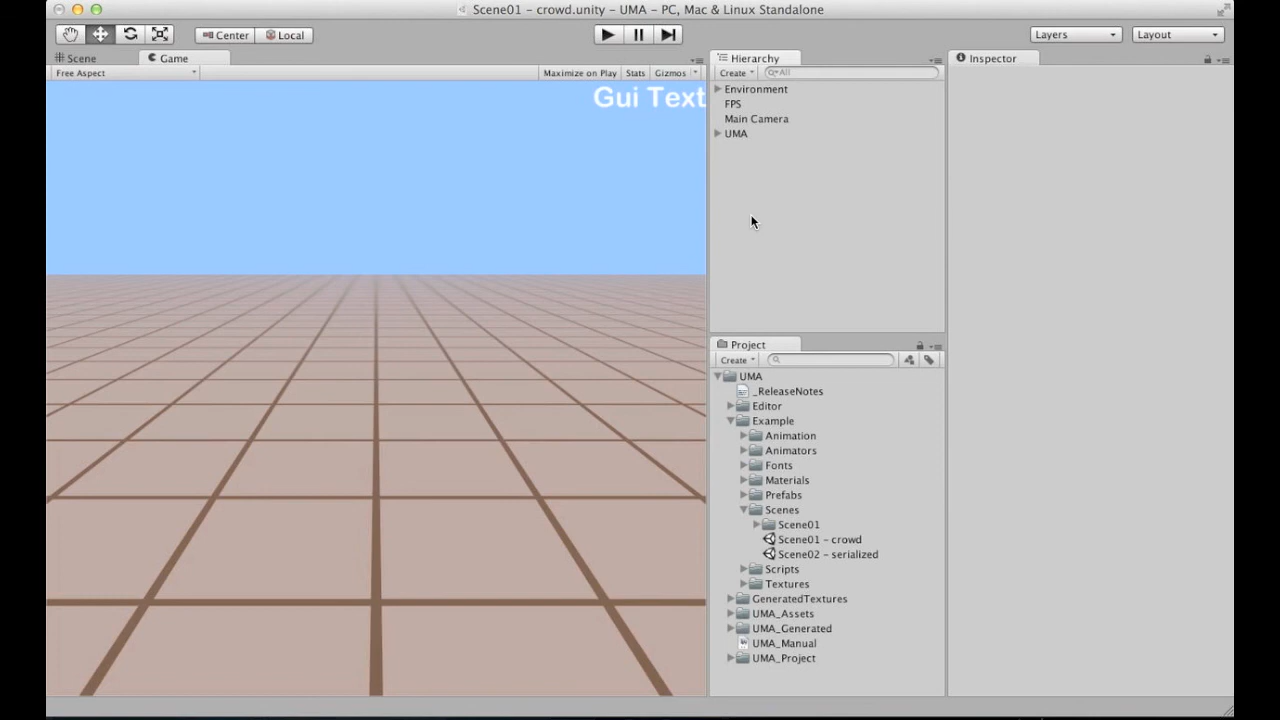 Scene01 - crowd.unity - UMA - PC, Mac & Linux Standalone
Center Local Layers Layout
Scene Game Hierarchy Inspector
Free Aspect Maximize on Play Stats Gizmos Create All
Gui Text
Environment
FPS
Main Camera
UMA
Project
Create
UMA
_ReleaseNotes
Editor
Example
Animation
Animators
Fonts
Materials
Prefabs
Scenes
Scene01
Scene01 - crowd
Scene02 - serialized
Scripts
Textures
GeneratedTextures
UMA_Assets
UMA_Generated
UMA_Manual
UMA_Project